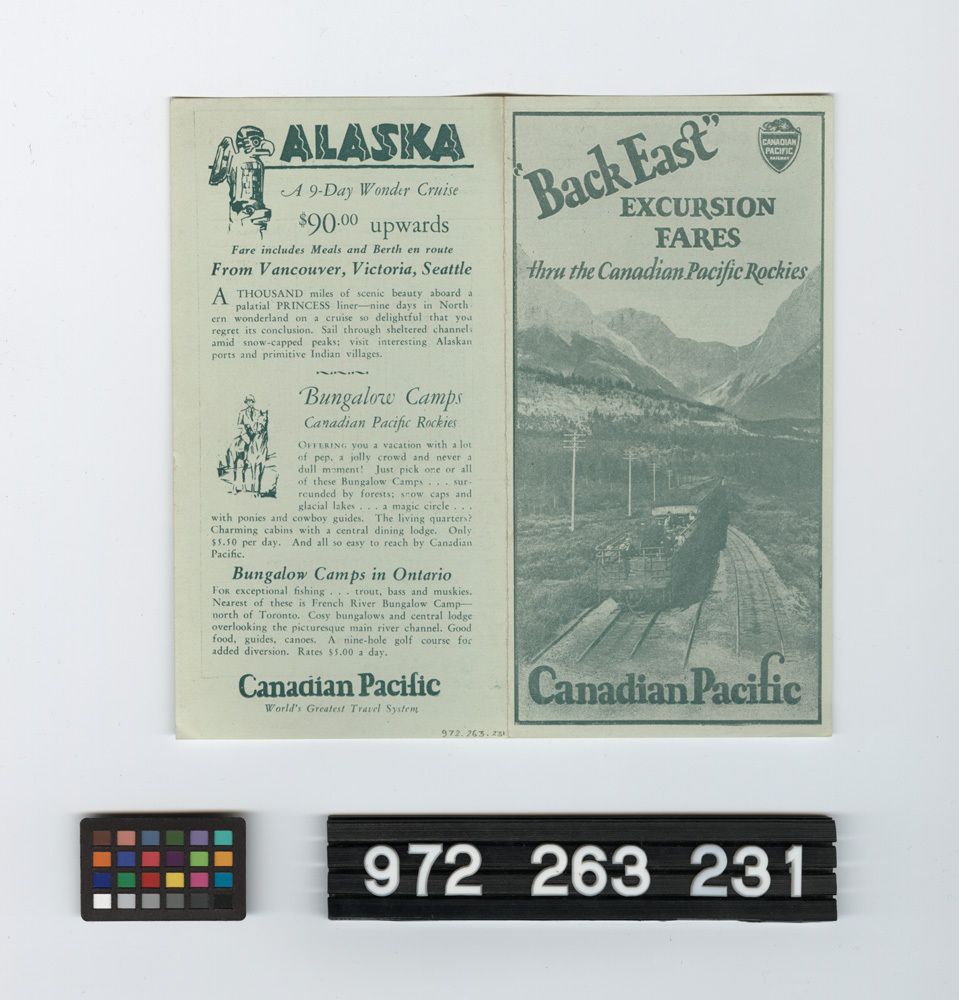 ALASKA
A 9-Day Wonder Cruise
$90.00 upwards
Fare includes Meals and Berth en route
From Vancouver, Victoria, Seattle
A THOUSAND miles of scenic beauty aboard a
palatial PRINCESS liner—nine days in North-
ern wonderland on a cruise so delightful that you
regret its conclusion. Sail through sheltered channels
amid snow-capped peaks; visit interesting Alaskan
ports and primitive Indian villages.
Bungalow Camps
Canadian Pacific Rockies
OFFERING you a vacation with a lot
of pep, a jolly crowd and never a
dull moment! Just pick one or all
of these Bungalow Camps . . . sur-
rounded by forests; snow caps and
glacial lakes . . . a magic circle . . .
with ponies and cowboy guides. The living quarters?
Charming cabins with a central dining lodge. Only
$5.50 per day. And all so easy to reach by Canadian
Pacific.
Bungalow Camps in Ontario
FOR exceptional fishing . . . trout, bass and muskies.
Nearest of these is French River Bungalow Camp—
north of Toronto. Cosy bungalows and central lodge
overlooking the picturesque main river channel. Good
food, guides, canoes. A nine-hole golf course for
added diversion. Rates $5.00 a day.
Canadian Pacific
World's Greatest Travel System
972.263.231
"Back East"
EXCURSION
FARES
thru the Canadian Pacific Rockies
CANADIAN
PACIFIC
RAILWAY
Canadian Pacific
972 263 231